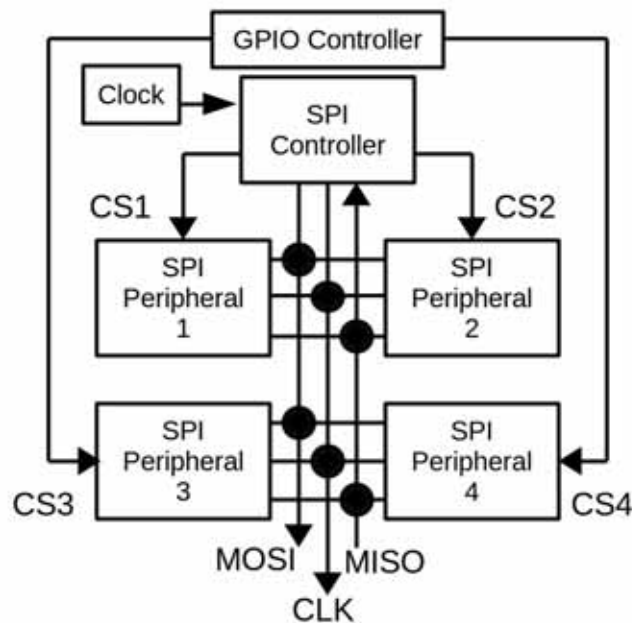 GPIO Controller
Clock
SPI
Controller
CS1
CS2
SPI
Peripheral
1
SPI
Peripheral
2
SPI
Peripheral
3
SPI
Peripheral
4
CS3
CS4
MOSI
MISO
CLK